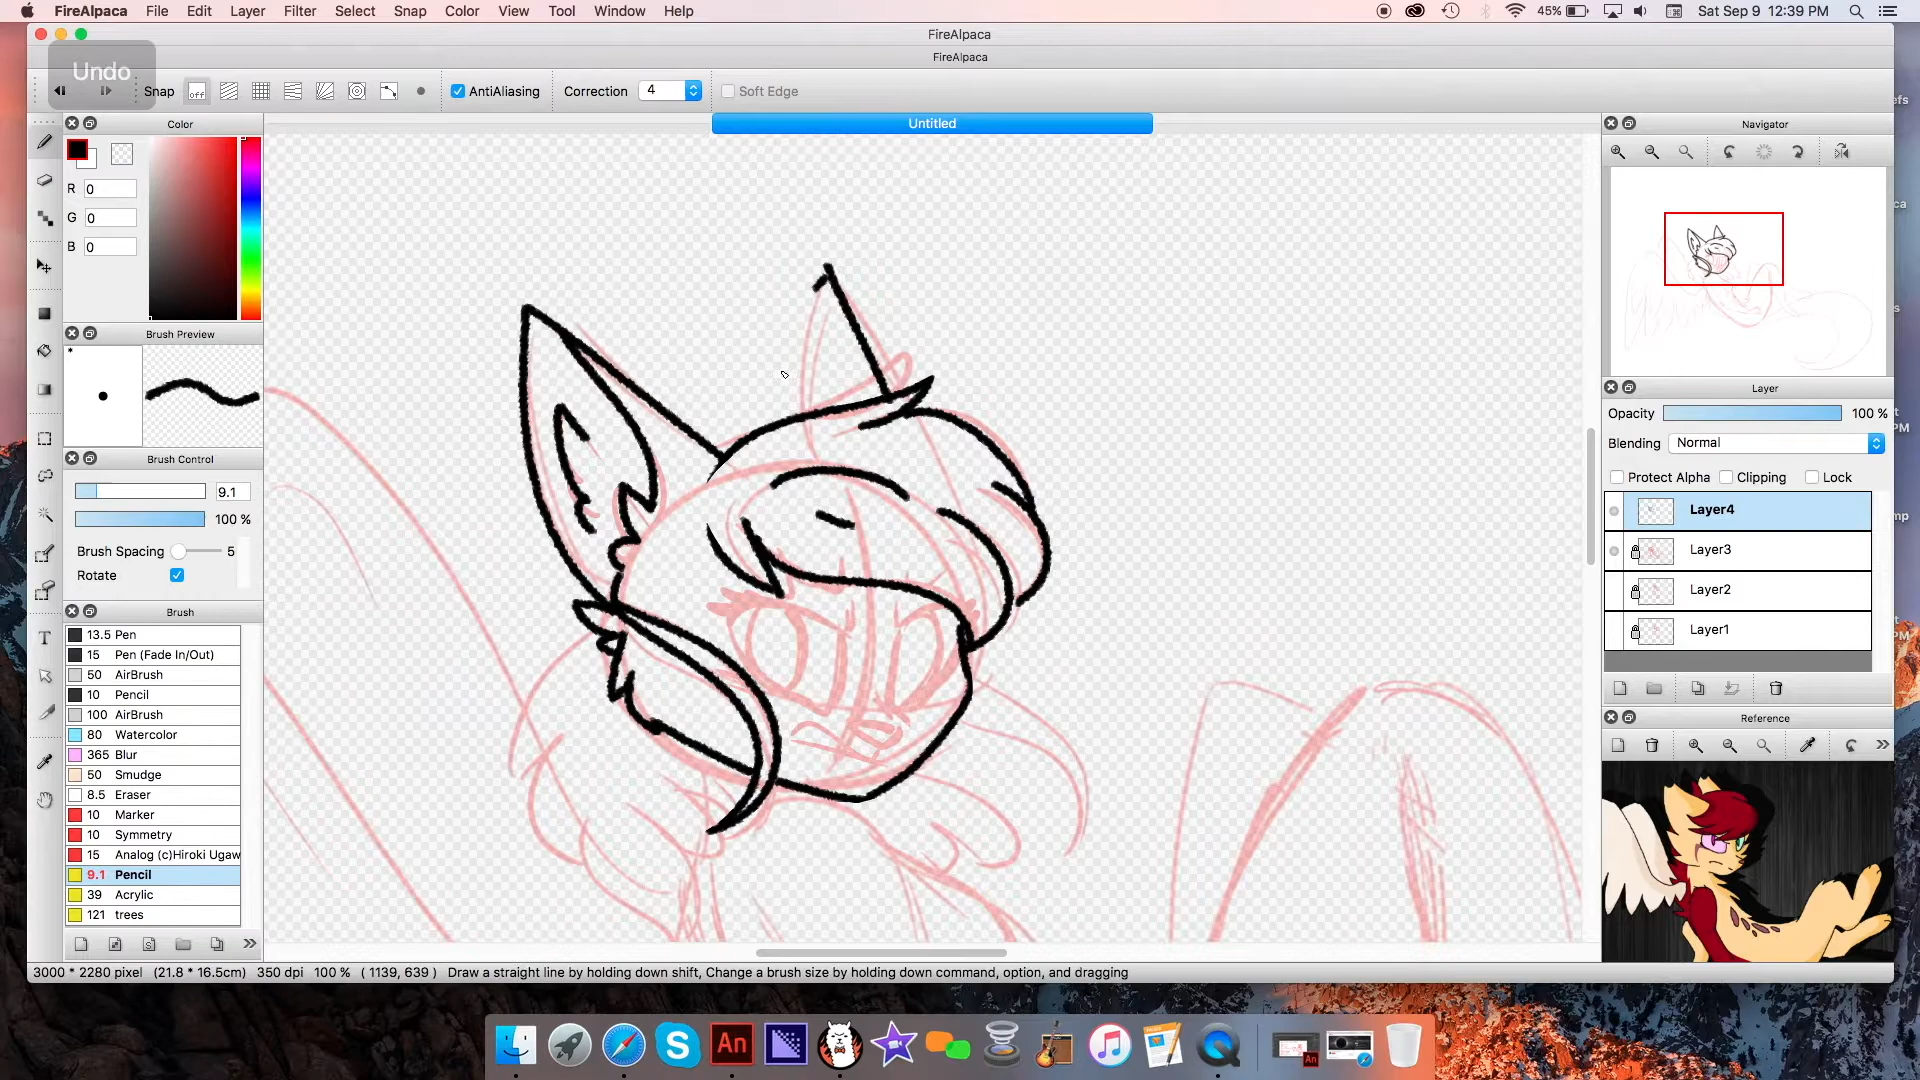 FireAlpaca File Edit Layer Filter Select Snap Color View Tool Window Help 45% Sat Sep 9 12:39 PM
FireAlpaca
FireAlpaca
Undo
Snap off AntiAliasing Correction 4 Soft Edge
Untitled
Color
R 0
G 0
B 0
Brush Preview
*
Brush Control
9.1
100 %
Brush Spacing 5
Rotate
Brush
13.5 Pen
15 Pen (Fade In/Out)
50 AirBrush
10 Pencil
100 AirBrush
80 Watercolor
365 Blur
50 Smudge
8.5 Eraser
10 Marker
10 Symmetry
15 Analog (c)Hiroki Ugaw
9.1 Pencil
39 Acrylic
121 trees
Navigator
Layer
Opacity 100 %
Blending Normal
Protect Alpha Clipping Lock
Layer4
Layer3
Layer2
Layer1
Reference
3000 * 2280 pixel (21.8 * 16.5cm) 350 dpi 100 % ( 1139, 639 ) Draw a straight line by holding down shift, Change a brush size by holding down command, option, and dragging
An